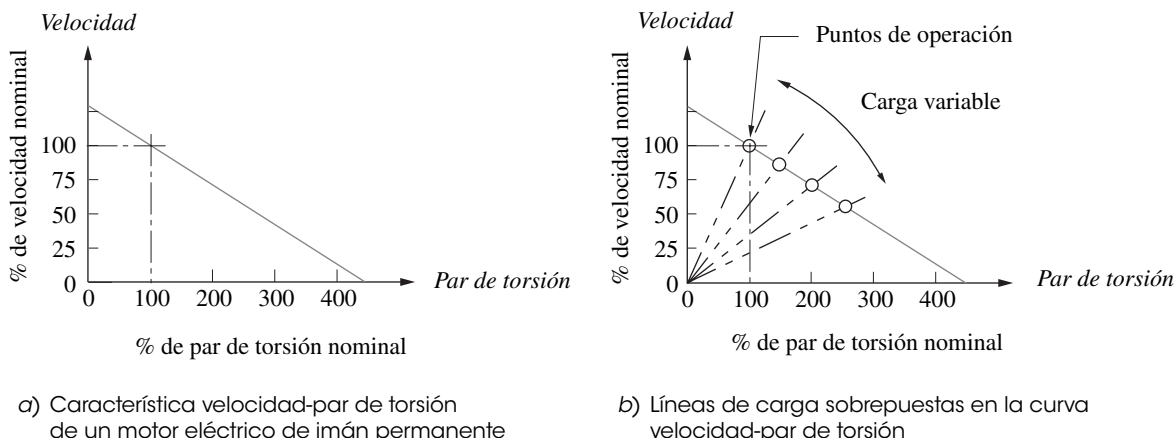 Velocidad
% de velocidad nominal
100
75
50
25
0
0 100 200 300 400
Par de torsión
% de par de torsión nominal
a) Característica velocidad-par de torsión
de un motor eléctrico de imán permanente
Velocidad
Puntos de operación
Carga variable
% de velocidad nominal
100
75
50
25
0
0 100 200 300 400
Par de torsión
% de par de torsión nominal
b) Líneas de carga sobrepuestas en la curva
velocidad-par de torsión